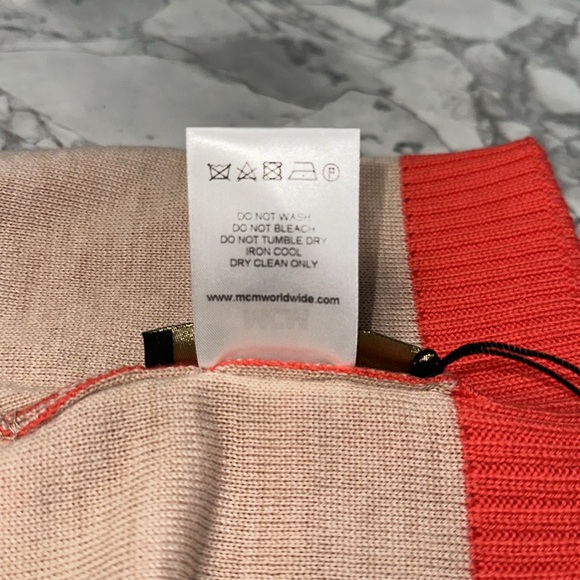 P
DO NOT WASH
DO NOT BLEACH
DO NOT TUMBLE DRY
IRON COOL
DRY CLEAN ONLY
www.mcmworldwide.com